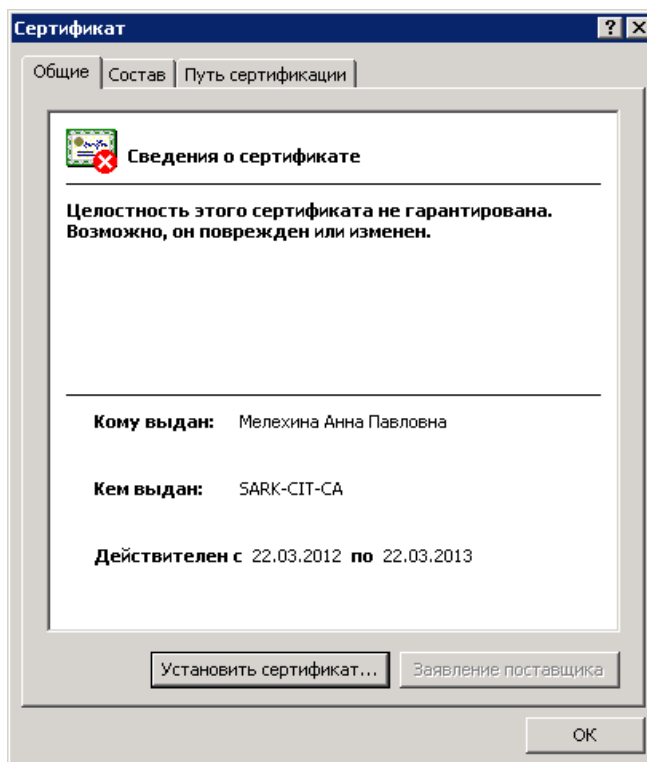 Сертификат
Общие Состав Путь сертификации
Сведения о сертификате
Целостность этого сертификата не гарантирована.
Возможно, он поврежден или изменен.
Кому выдан: Мелехина Анна Павловна
Кем выдан: SARK-CIT-CA
Действителен с 22.03.2012 по 22.03.2013
Установить сертификат... Заявление поставщика
ОК